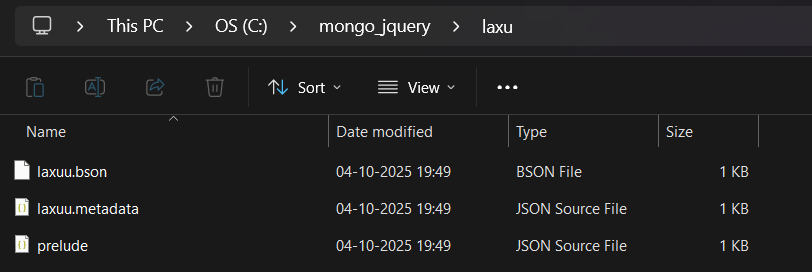 This PC > OS (C:) > mongo_jquery > laxu
Sort View
Name Date modified Type Size
laxuu.bson 04-10-2025 19:49 BSON File 1 KB
laxuu.metadata 04-10-2025 19:49 JSON Source File 1 KB
prelude 04-10-2025 19:49 JSON Source File 1 KB